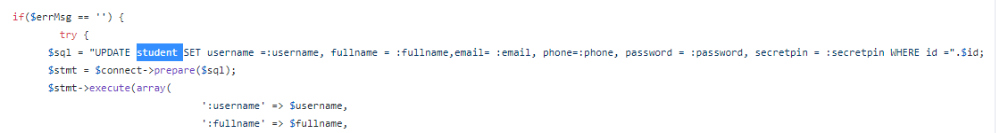 if($errMsg == '') {
try {
$sql = "UPDATE student SET username =:username, fullname = :fullname,email= :email, phone=:phone, password = :password, secretpin = :secretpin WHERE id =".$id;
$stmt = $connect->prepare($sql);
$stmt->execute(array(
':username' => $username,
':fullname' => $fullname,